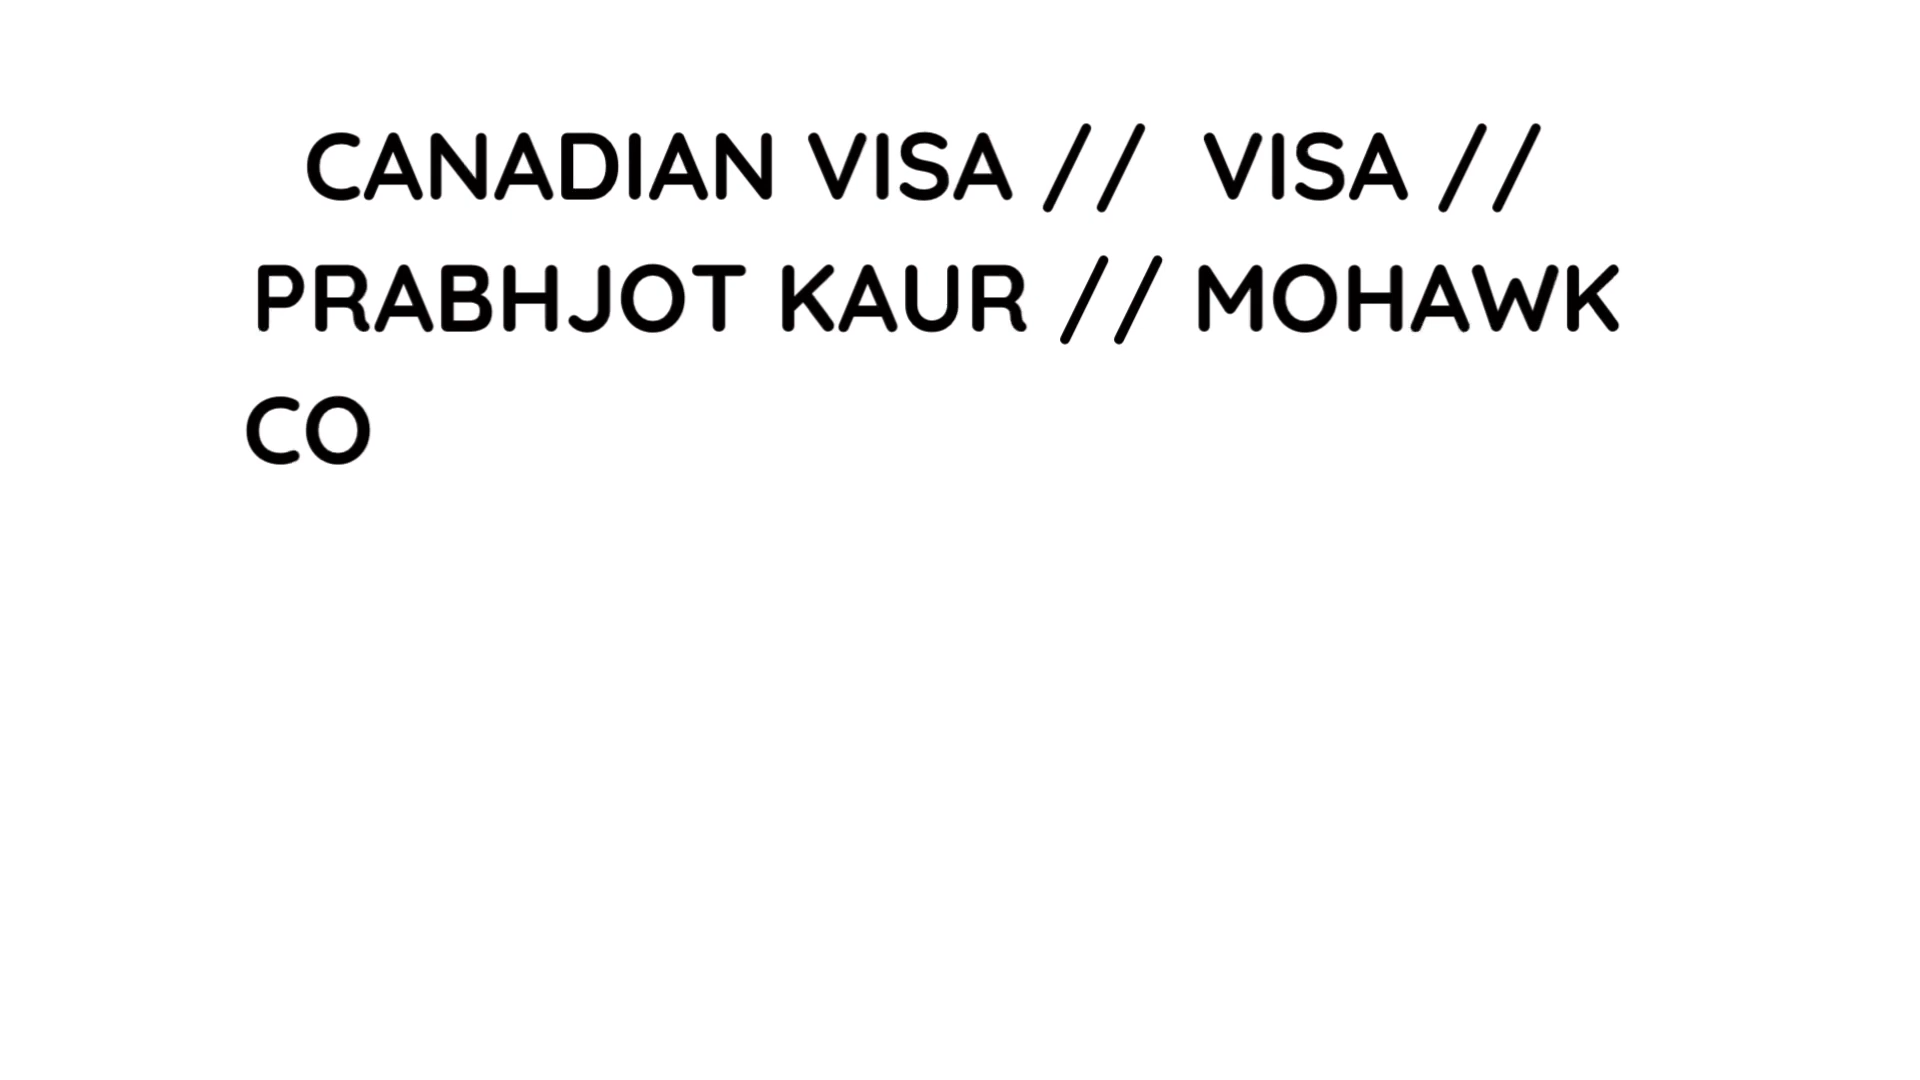 CANADIAN VISA //  VISA //
PRABHJOT KAUR // MOHAWK
CO